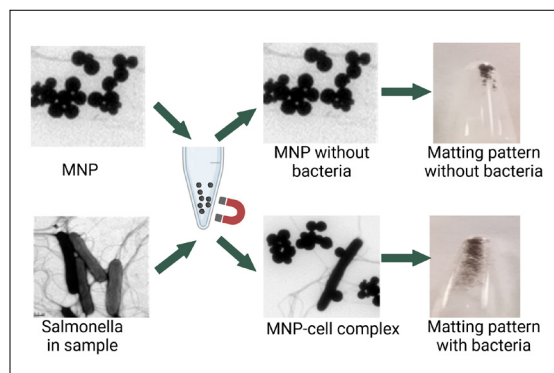 MNP
MNP without
bacteria
Matting pattern
without bacteria
Salmonella
in sample
MNP-cell complex
Matting pattern
with bacteria